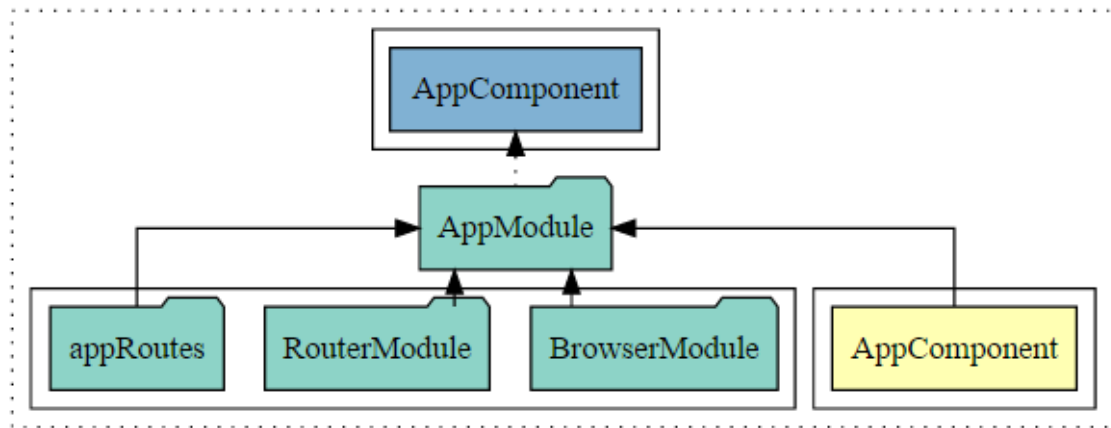 AppComponent
AppModule
appRoutes
RouterModule
BrowserModule
AppComponent